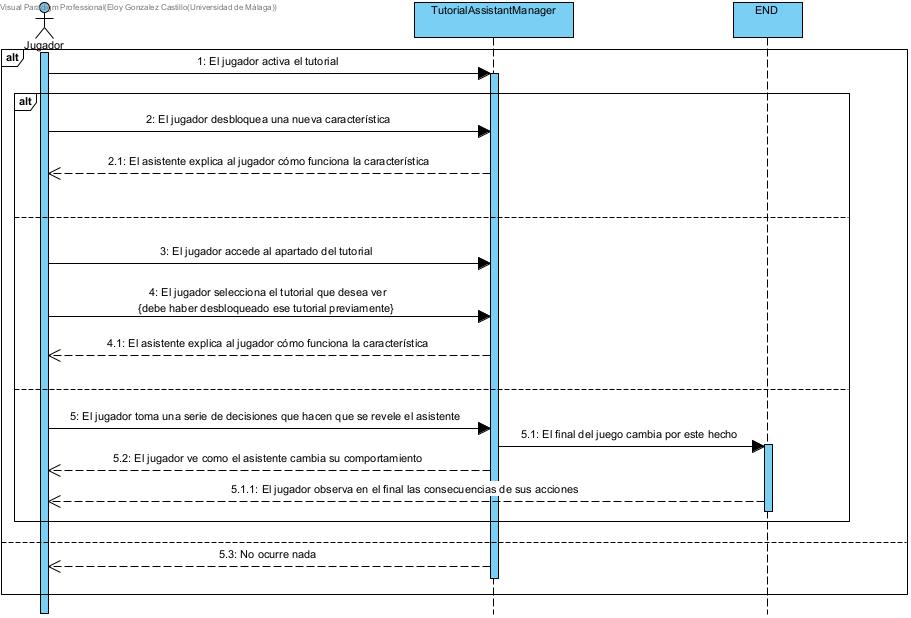 Visual Paradigm Professional(Eloy Gonzalez Castillo(Universidad de Málaga))
Jugador
TutorialAssistantManager
END
alt
1: El jugador activa el tutorial
alt
2: El jugador desbloquea una nueva característica
2.1: El asistente explica al jugador cómo funciona la característica
3: El jugador accede al apartado del tutorial
4: El jugador selecciona el tutorial que desea ver
{debe haber desbloqueado ese tutorial previamente}
4.1: El asistente explica al jugador cómo funciona la característica
5: El jugador toma una serie de decisiones que hacen que se revele el asistente
5.1: El final del juego cambia por este hecho
5.2: El jugador ve como el asistente cambia su comportamiento
5.1.1: El jugador observa en el final las consecuencias de sus acciones
5.3: No ocurre nada